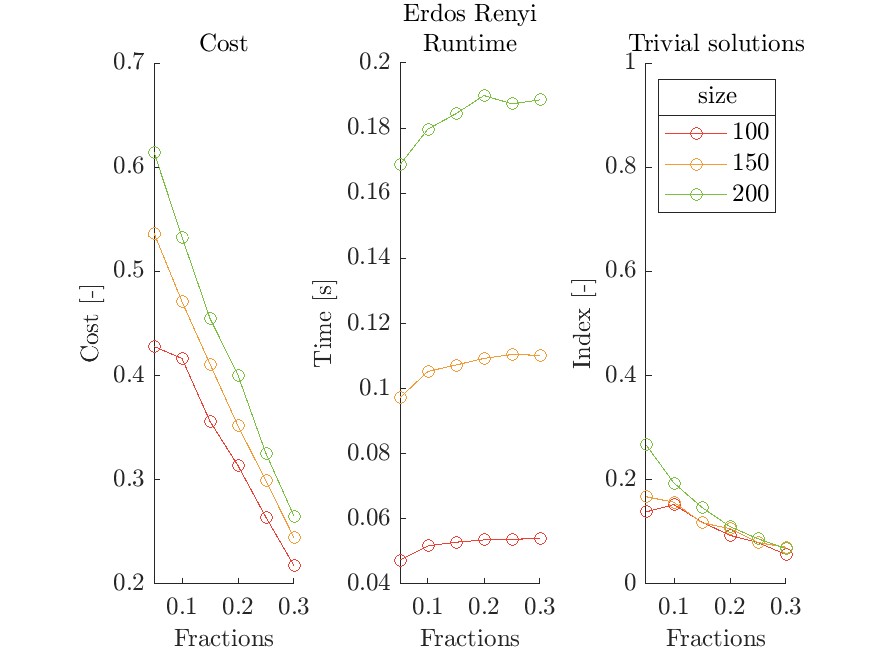 Erdos Renyi
Cost
Runtime
Trivial solutions
0.7
0.6
0.5
0.4
0.3
0.2
Cost [-]
0.1 0.2 0.3
Fractions
0.2
0.18
0.16
0.14
0.12
0.1
0.08
0.06
0.04
Time [s]
0.1 0.2 0.3
Fractions
1
0.8
0.6
0.4
0.2
0
Index [-]
0.1 0.2 0.3
Fractions
size
100
150
200